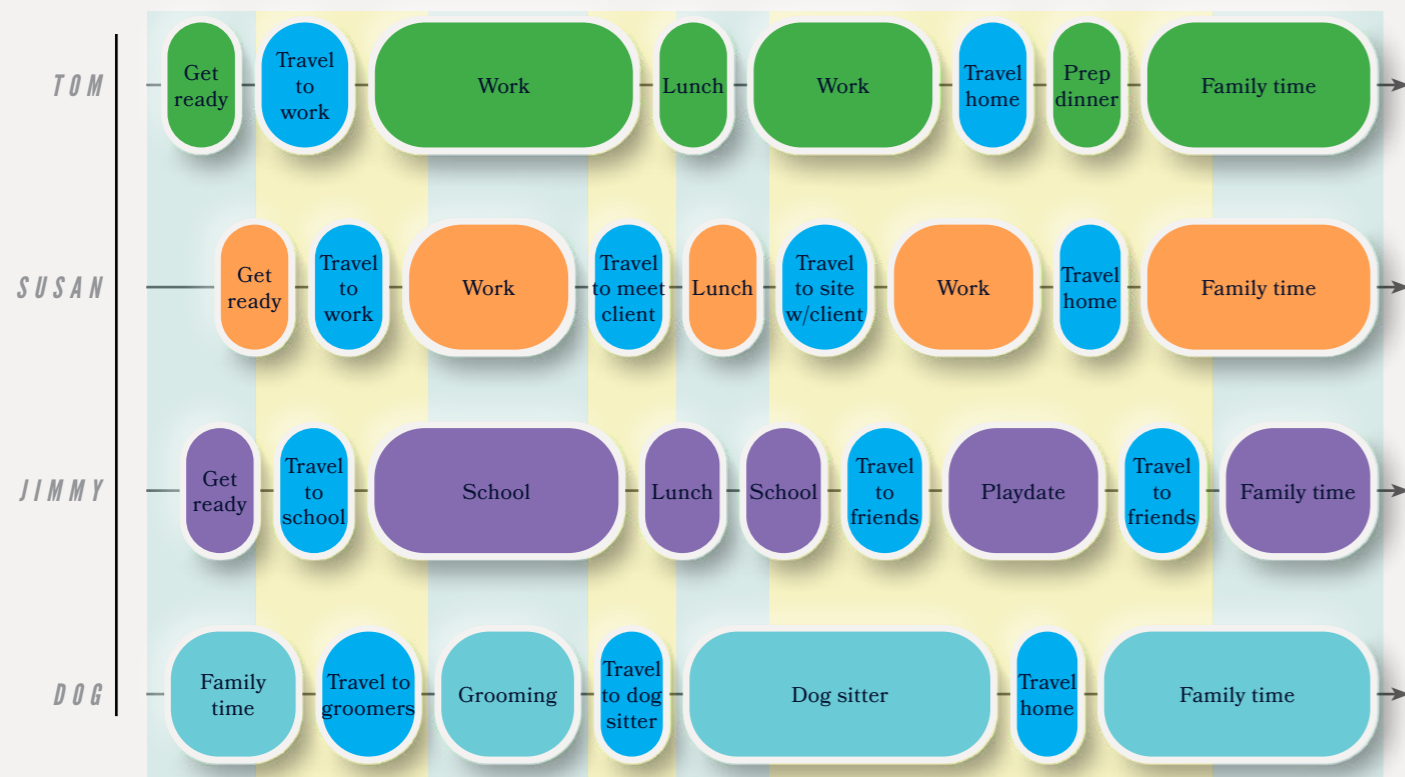 TOM
Get
ready
Travel
to
work
Work
Lunch
Work
Travel
home
Prep
dinner
Family time
SUSAN
Get
ready
Travel
to
work
Work
Travel
to meet
client
Lunch
Travel
to site
w/client
Work
Travel
home
Family time
JIMMY
Get
ready
Travel
to
school
School
Lunch
School
Travel
to
friends
Playdate
Travel
to
friends
Family time
DOG
Family
time
Travel to
groomers
Grooming
Travel
to dog
sitter
Dog sitter
Travel
home
Family time